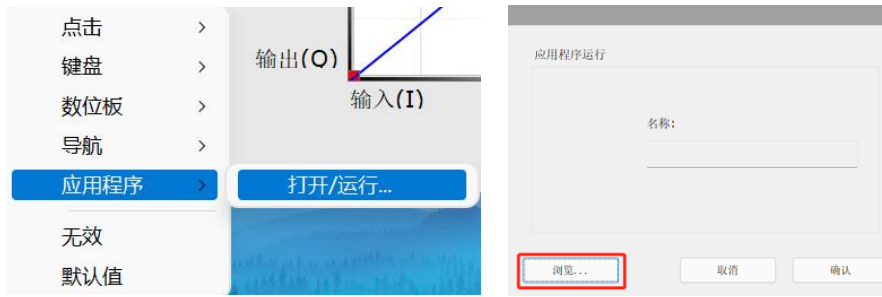 点击
键盘
数位板
导航
应用程序
打开/运行...
无效
默认值
输出(O)
输入(I)
应用程序运行
名称:
浏览...
取消
确认